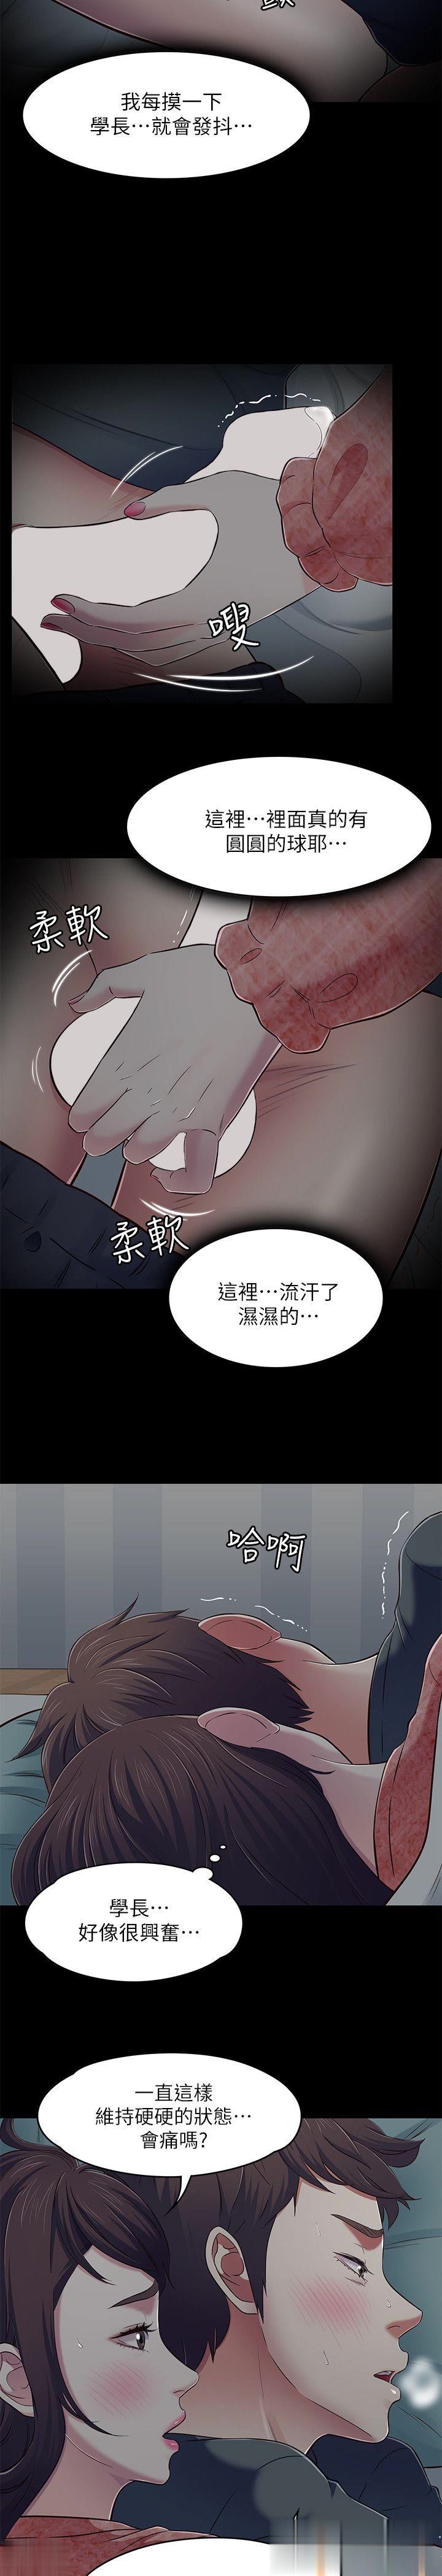 顫
我每摸一下
學長…就會發抖…
嗖
這裡…裡面真的有
圓圓的球耶…
柔軟
柔軟
這裡…流汗了
濕濕的…
哈啊
學長…
好像很興奮…
一直這樣
維持硬硬的狀態…
會痛嗎?